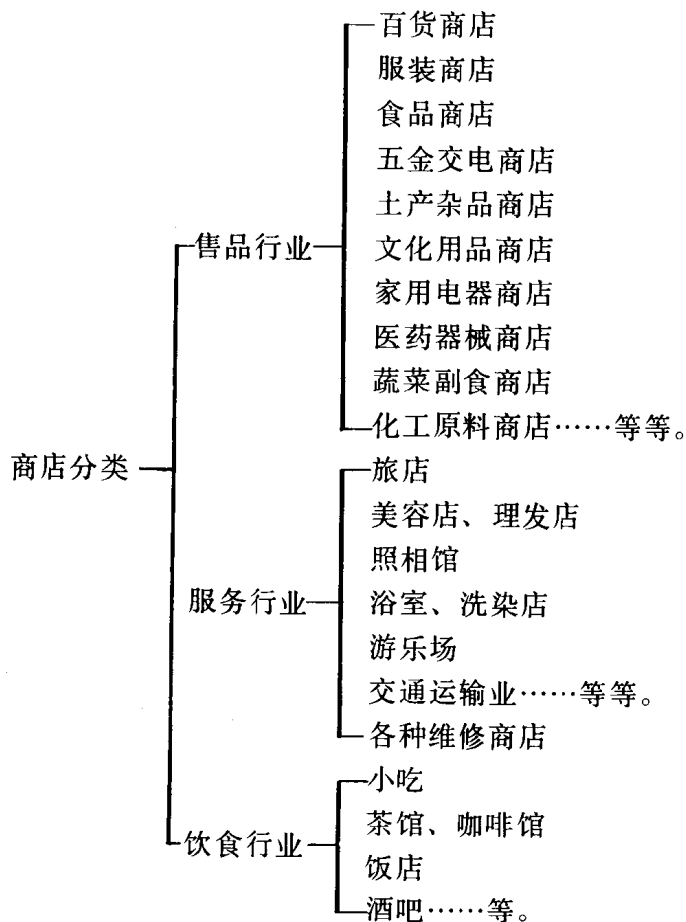 百货商店
服装商店
食品商店
五金交电商店
土产杂品商店
售品行业
文化用品商店
家用电器商店
医药器械商店
蔬菜副食商店
化工原料商店……等等。
商店分类
旅店
美容店、理发店
照相馆
服务行业
浴室、洗染店
游乐场
交通运输业……等等。
各种维修商店
小吃
茶馆、咖啡馆
饮食行业
饭店
酒吧……等。